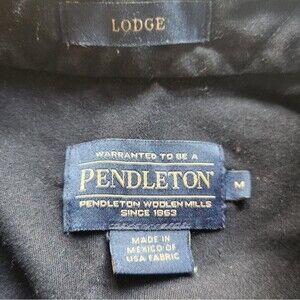 LODGE
WARRANTED TO BE A
PENDLETON®
M
PENDLETON WOOLEN MILLS
SINCE 1863
MADE IN
MEXICO OF
USA FABRIC